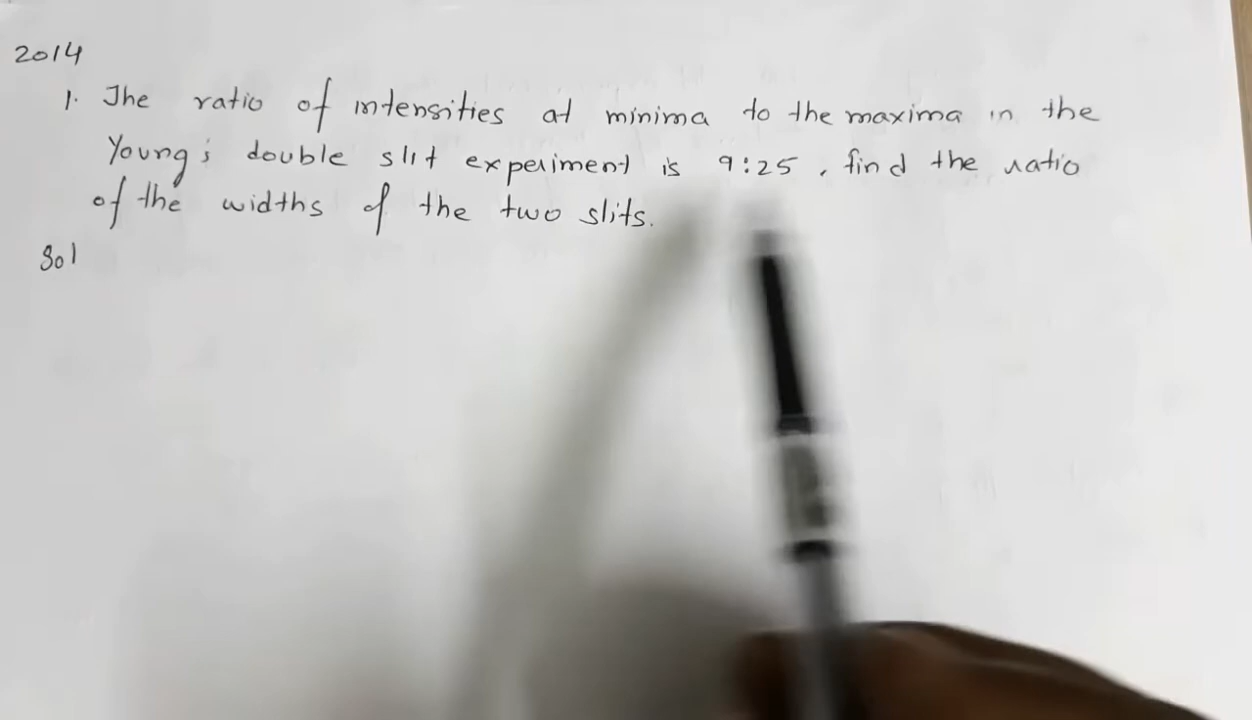 2014
1. The ratio of intensities at minima to the maxima in the
Young's double slit experiment is 9:25, find the ratio
of the widths of the two slits.
Sol